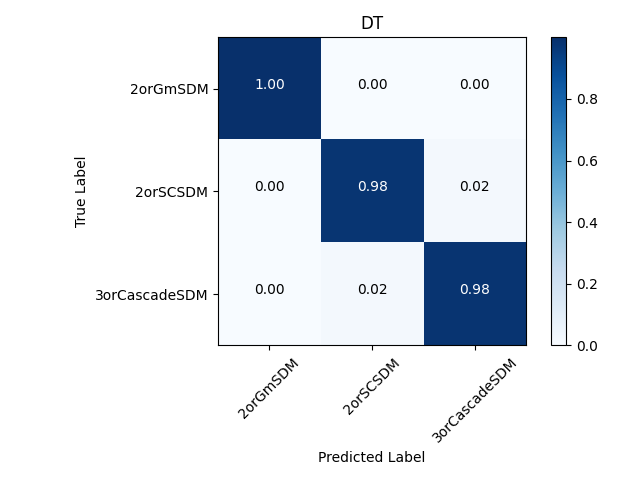 DT
2orGmSDM
1.00 0.00 0.00
2orSCSDM
0.00 0.98 0.02
3orCascadeSDM
0.00 0.02 0.98
True Label
2orGmSDM
2orSCSDM
3orCascadeSDM
Predicted Label
0.8
0.6
0.4
0.2
0.0